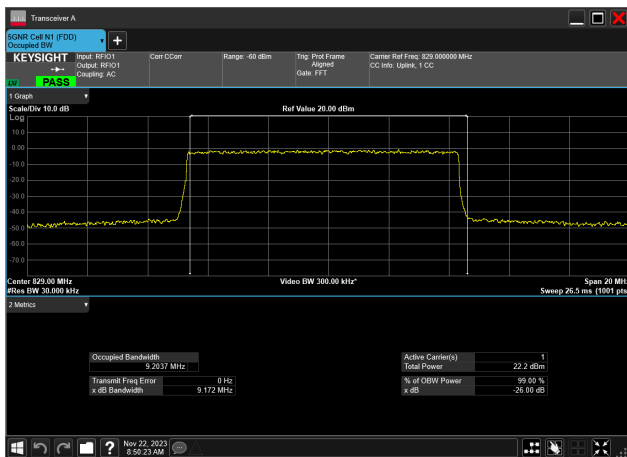 Transceiver A
5GNR Cell N1 (FDD)
Occupied BW
KEYSIGHT
LVI
PASS
Input: RFIO1
Output: RFIO1
Coupling: AC
Corr CCorr
Range: -60 dBm
Trig: Prot Frame
Aligned
Gate: FFT
Carrier Ref Freq: 829.000000 MHz
CC Info: Uplink, 1 CC
1 Graph
Scale/Div 10.0 dB
Ref Value 20.00 dBm
Log
10.0
0.00
-10.0
-20.0
-30.0
-40.0
-50.0
-60.0
-70.0
Center 829.00 MHz
Video BW 300.00 kHz*
Span 20 MHz
#Res BW 30.000 kHz
Sweep 26.5 ms (1001 pts
2 Metrics
Occupied Bandwidth
9.2037 MHz
Active Carrier(s) 1
Total Power 22.2 dBm
Transmit Freq Error 0 Hz
x dB Bandwidth 9.172 MHz
% of OBW Power 99.00 %
x dB -26.00 dB
Nov 22, 2023
8:50:23 AM